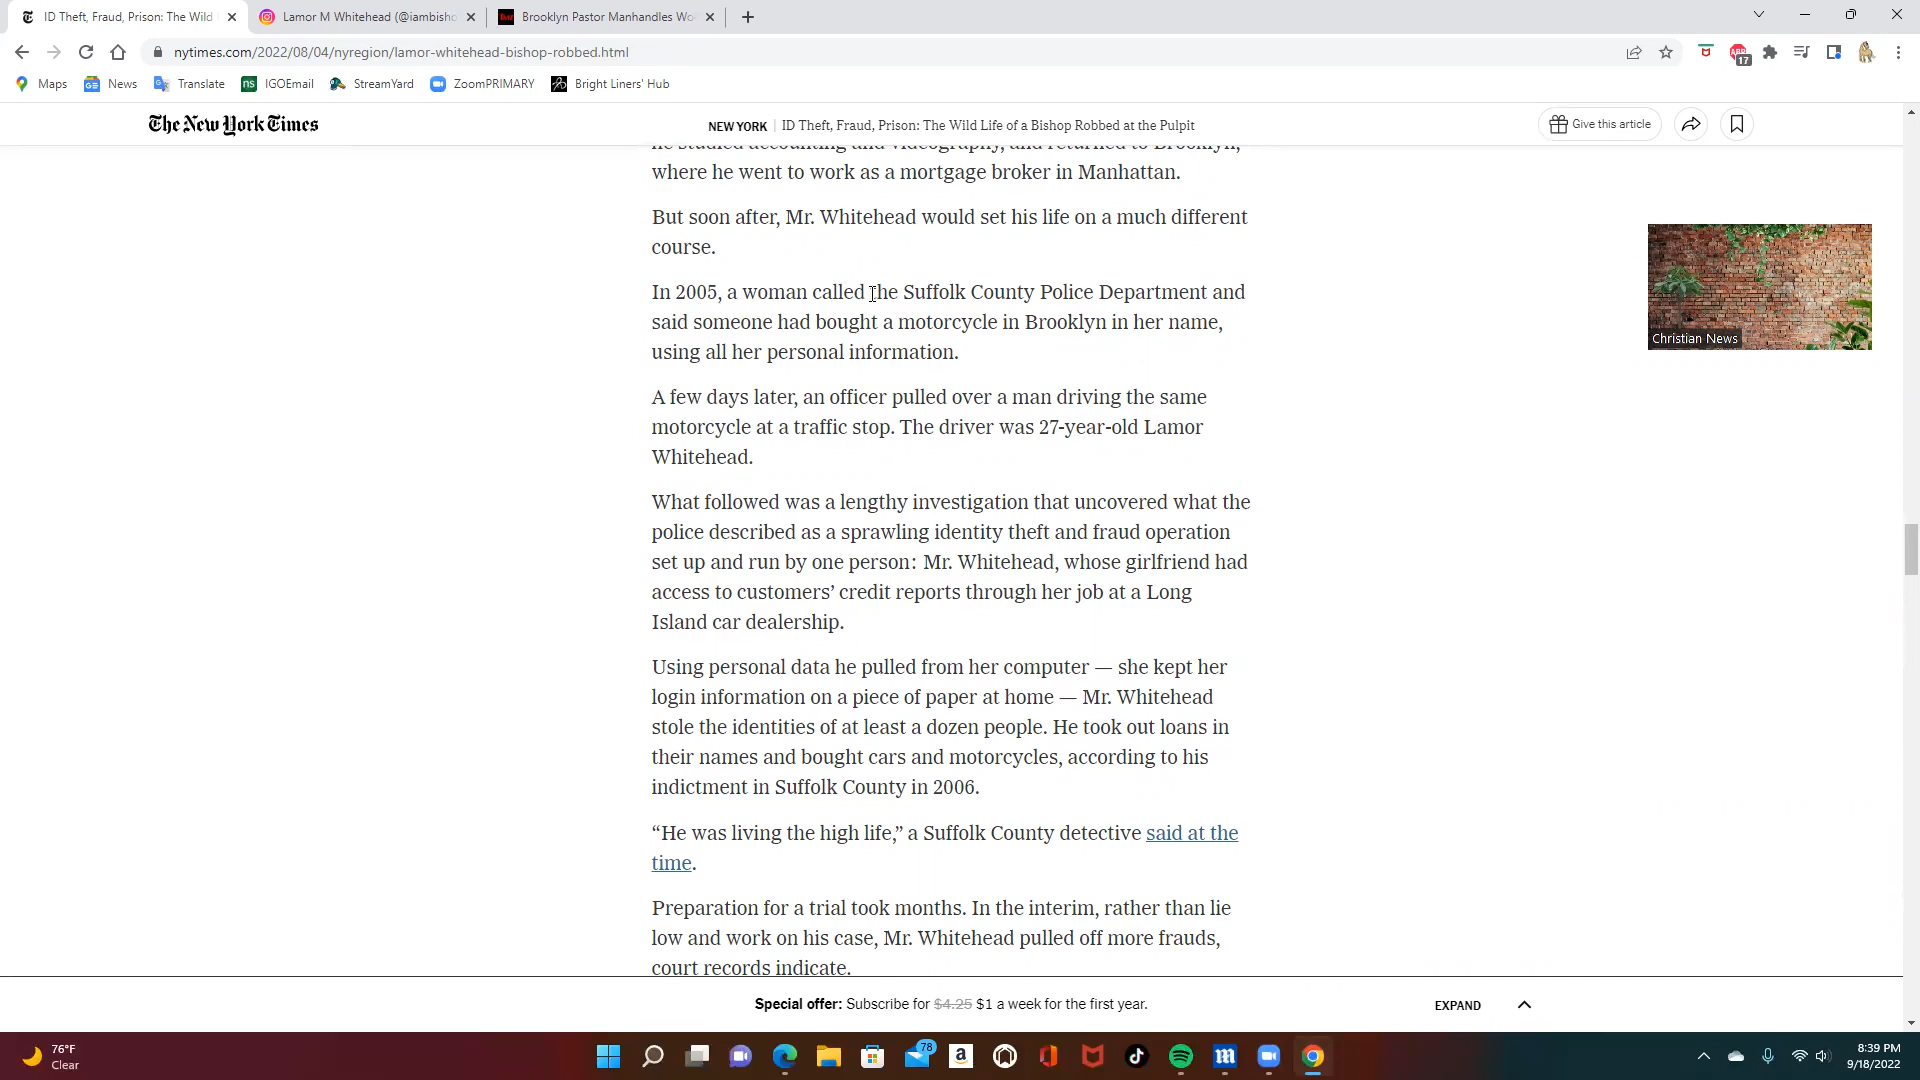 ID Theft, Fraud, Prison: The Wild
Lamor M Whitehead (@iambisho
Brooklyn Pastor Manhandles Wo
nytimes.com/2022/08/04/nyregion/lamor-whitehead-bishop-robbed.html
17
Maps News Translate IGOEmail StreamYard ZoomPRIMARY Bright Liners' Hub
The New York Times
NEW YORK ID Theft, Fraud, Prison: The Wild Life of a Bishop Robbed at the Pulpit
Give this article
he studied accounting and videography, and returned to Brooklyn,
where he went to work as a mortgage broker in Manhattan.
But soon after, Mr. Whitehead would set his life on a much different
course.
In 2005, a woman called the Suffolk County Police Department and
said someone had bought a motorcycle in Brooklyn in her name,
using all her personal information.
A few days later, an officer pulled over a man driving the same
motorcycle at a traffic stop. The driver was 27-year-old Lamor
Whitehead.
What followed was a lengthy investigation that uncovered what the
police described as a sprawling identity theft and fraud operation
set up and run by one person: Mr. Whitehead, whose girlfriend had
access to customers’ credit reports through her job at a Long
Island car dealership.
Using personal data he pulled from her computer — she kept her
login information on a piece of paper at home — Mr. Whitehead
stole the identities of at least a dozen people. He took out loans in
their names and bought cars and motorcycles, according to his
indictment in Suffolk County in 2006.
“He was living the high life,” a Suffolk County detective said at the
time.
Preparation for a trial took months. In the interim, rather than lie
low and work on his case, Mr. Whitehead pulled off more frauds,
court records indicate.
Christian News
Special offer: Subscribe for $4.25 $1 a week for the first year.
EXPAND
76°F
Clear
78
8:39 PM
9/18/2022